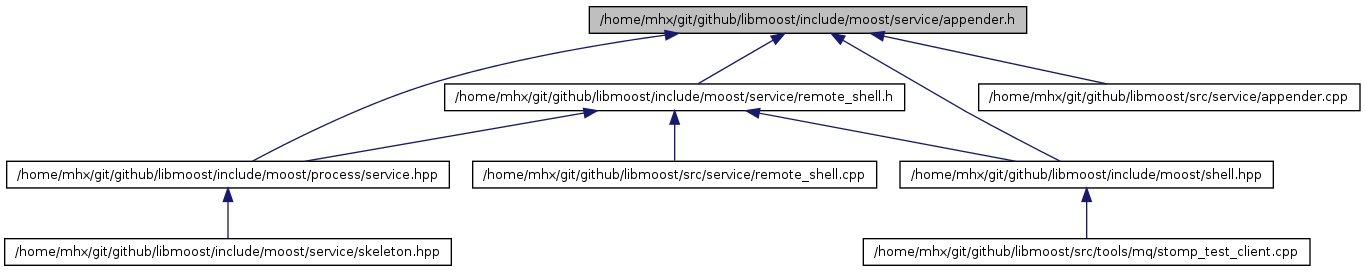 /home/mhx/git/github/libmoost/include/moost/service/appender.h
/home/mhx/git/github/libmoost/include/moost/service/remote_shell.h
/home/mhx/git/github/libmoost/src/service/appender.cpp
/home/mhx/git/github/libmoost/include/moost/process/service.hpp
/home/mhx/git/github/libmoost/src/service/remote_shell.cpp
/home/mhx/git/github/libmoost/include/moost/shell.hpp
/home/mhx/git/github/libmoost/include/moost/service/skeleton.hpp
/home/mhx/git/github/libmoost/src/tools/mq/stomp_test_client.cpp